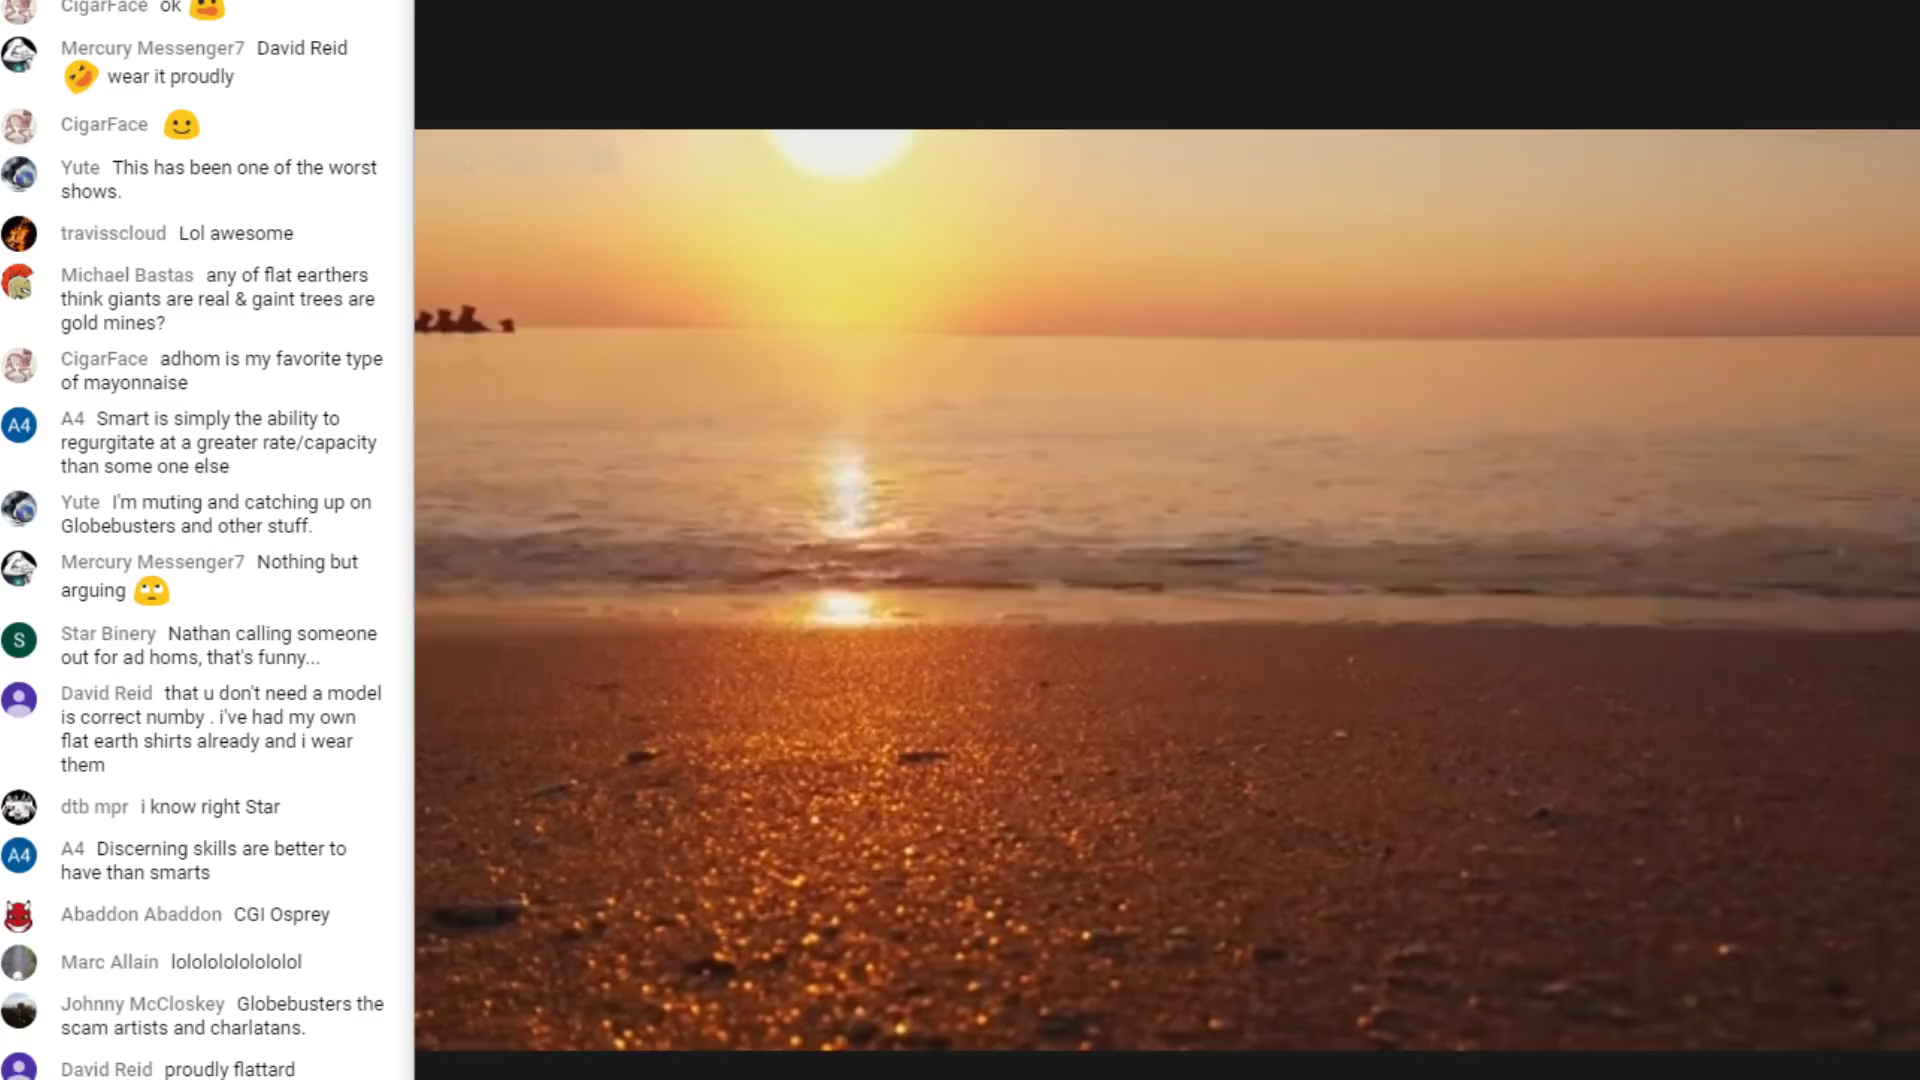 CigarFace ok
Mercury Messenger7 David Reid
wear it proudly
CigarFace
Yute This has been one of the worst
shows.
travisscloud Lol awesome
Michael Bastas any of flat earthers
think giants are real & gaint trees are
gold mines?
CigarFace adhom is my favorite type
of mayonnaise
A4
A4 Smart is simply the ability to
regurgitate at a greater rate/capacity
than some one else
Yute I'm muting and catching up on
Globebusters and other stuff.
Mercury Messenger7 Nothing but
arguing
S
Star Binery Nathan calling someone
out for ad homs, that's funny...
David Reid that u don't need a model
is correct numby . i've had my own
flat earth shirts already and i wear
them
dtb mpr i know right Star
A4
A4 Discerning skills are better to
have than smarts
Abaddon Abaddon CGI Osprey
Marc Allain lolololololololol
Johnny McCloskey Globebusters the
scam artists and charlatans.
David Reid proudly flattard